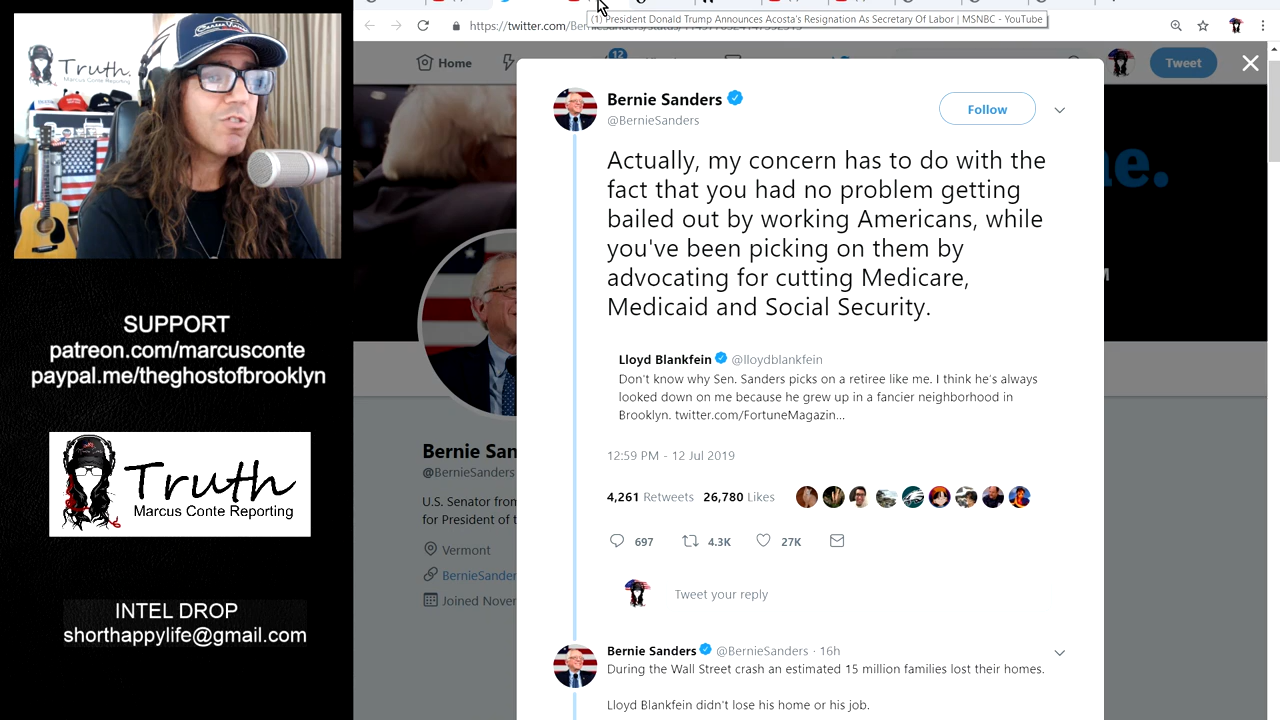 (1) President Donald Trump Announces Acosta's Resignation As Secretary Of Labor | MSNBC - YouTube
Truth.
Marcus Conte Reporting
Home
12
Tweet
Bernie Sanders
@BernieSanders
Follow
Actually, my concern has to do with the
fact that you had no problem getting
bailed out by working Americans, while
you've been picking on them by
advocating for cutting Medicare,
Medicaid and Social Security.
Lloyd Blankfein @lloydblankfein
Don't know why Sen. Sanders picks on a retiree like me. I think he's always
looked down on me because he grew up in a fancier neighborhood in
Brooklyn. twitter.com/FortuneMagazin...
12:59 PM - 12 Jul 2019
4,261 Retweets 26,780 Likes
697 4.3K 27K
Tweet your reply
Bernie Sanders @BernieSanders · 16h
During the Wall Street crash an estimated 15 million families lost their homes.
Lloyd Blankfein didn't lose his home or his job.
e.
Bernie San
@BernieSanders
U.S. Senator from
for President of t
Vermont
BernieSander
Joined Nove
SUPPORT
patreon.com/marcusconte
paypal.me/theghostofbrooklyn
Truth
Marcus Conte Reporting
INTEL DROP
shorthappylife@gmail.com